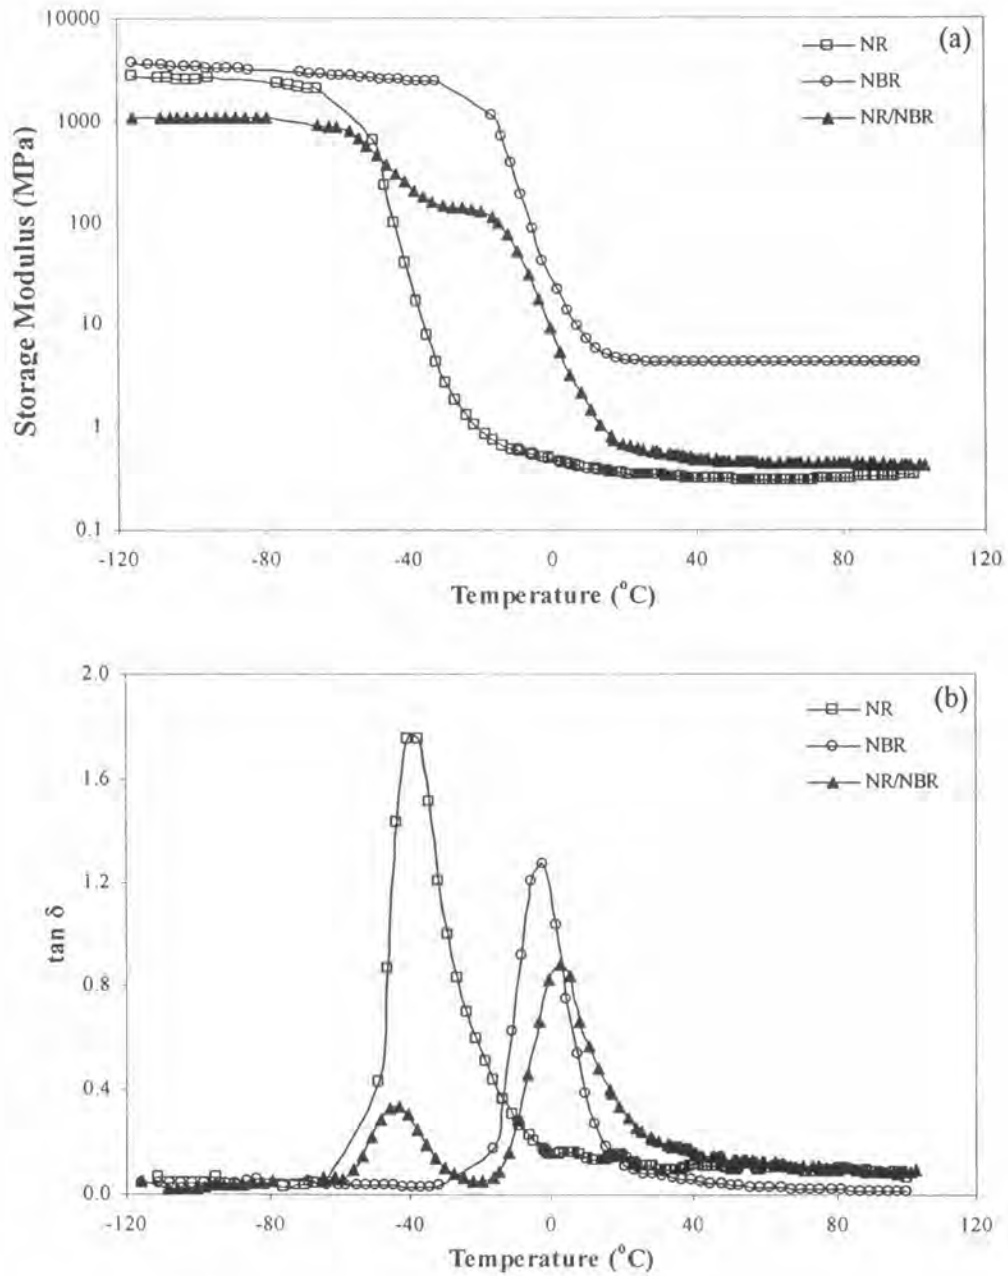 10000
1000
100
10
1
0.1
Storage Modulus (MPa)
NR
NBR
NR/NBR
(a)
-120
-80
-40
0
40
80
120
Temperature (°C)
2.0
1.6
1.2
0.8
0.4
0.0
tan δ
NR
NBR
NR/NBR
(b)
-120
-80
-40
0
40
80
120
Temperature (°C)